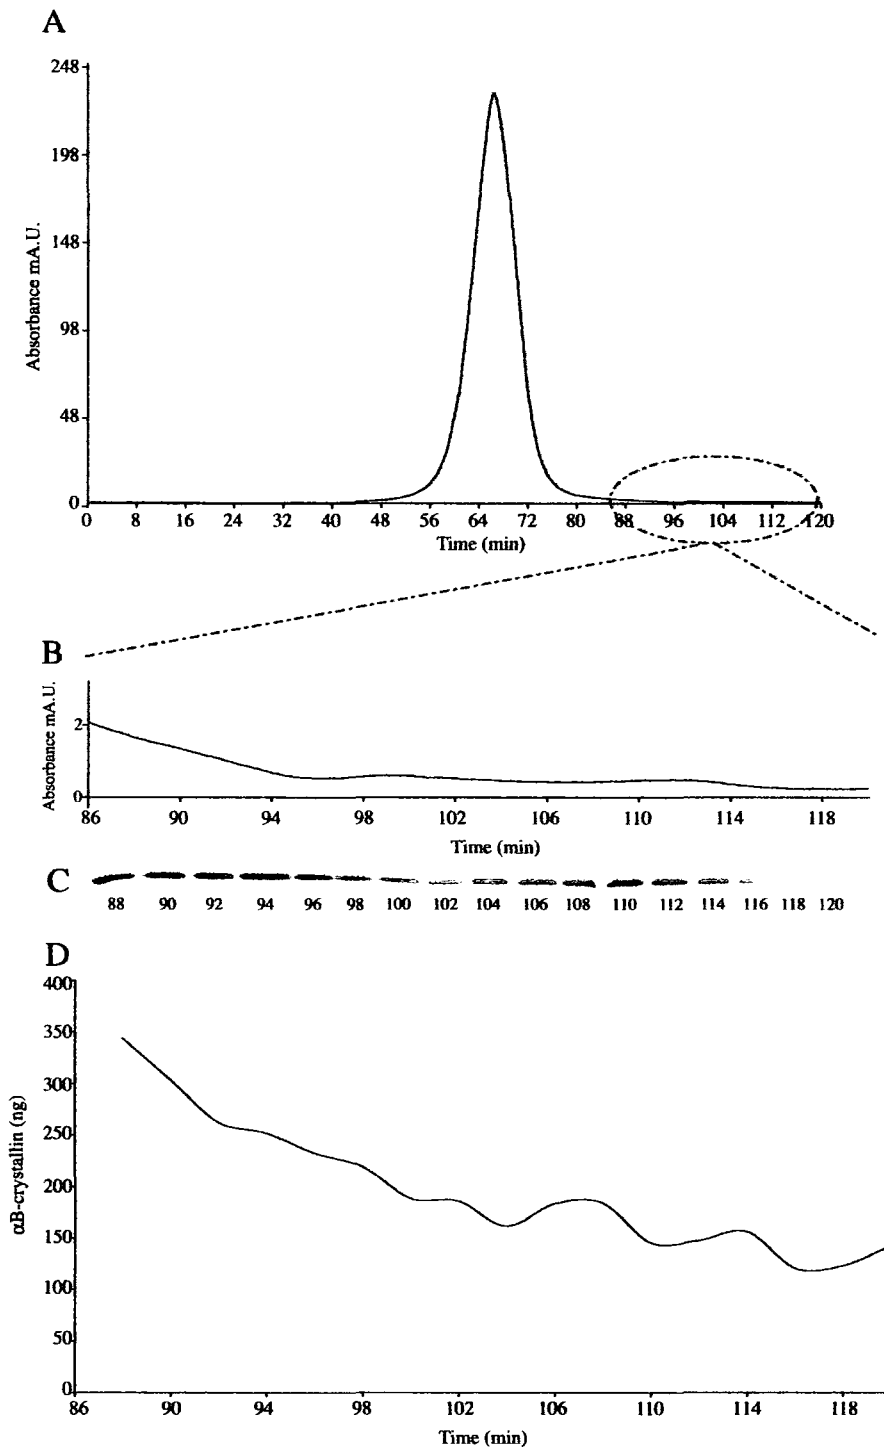 A
248
198
148
98
48
0
Absorbance mA.U.
0 8 16 24 32 40 48 56 64 72 80 88 96 104 112 120
Time (min)
B
Absorbance mA.U.
2
0
86 90 94 98 102 106 110 114 118
Time (min)
C
88 90 92 94 96 98 100 102 104 106 108 110 112 114 116 118 120
D
400
350
300
250
200
150
100
50
0
αB-crystallin (ng)
86 90 94 98 102 106 110 114 118
Time (min)